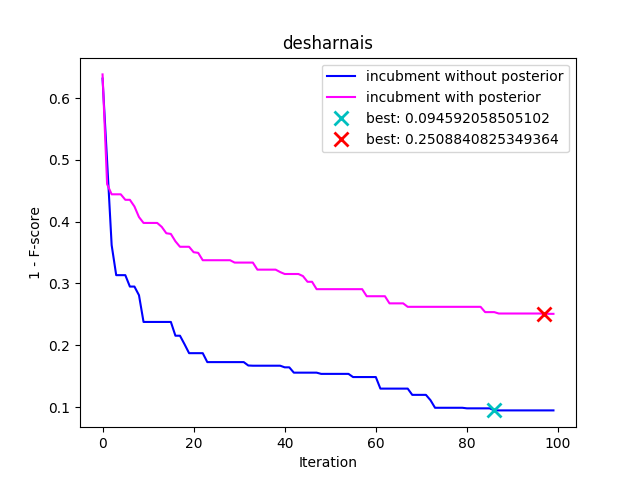 desharnais
incubment without posterior
incubment with posterior
best: 0.094592058505102
best: 0.2508840825349364
1 - F-score
0.6
0.5
0.4
0.3
0.2
0.1
0 20 40 60 80 100
Iteration